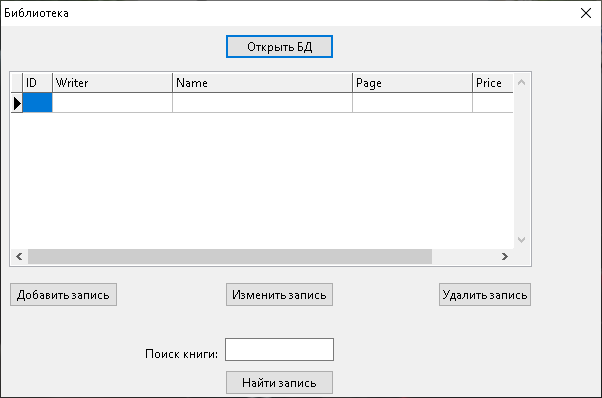 Библиотека
Открыть БД
ID Writer Name Page Price
Добавить запись Изменить запись Удалить запись
Поиск книги:
Найти запись